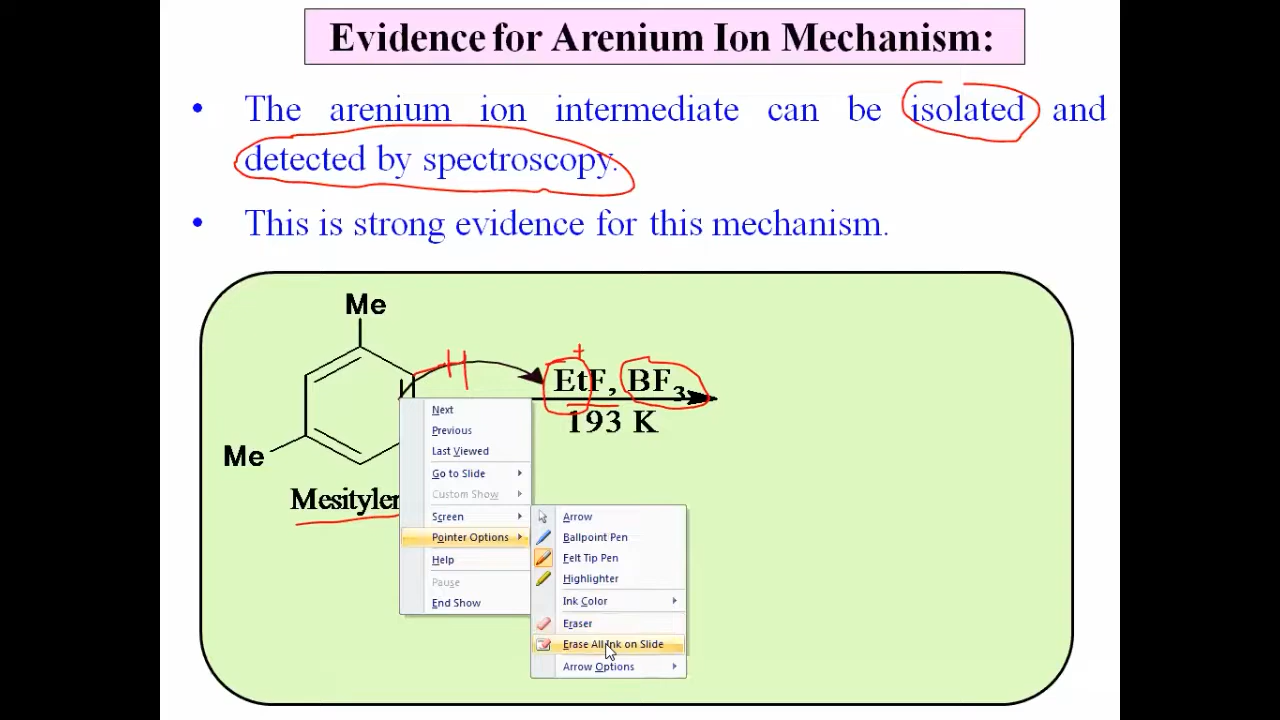 Evidence for Arenium Ion Mechanism:
• The arenium ion intermediate can be isolated and
detected by spectroscopy.
• This is strong evidence for this mechanism.
Me
H
+
EtF, BF3
193 K
Me
Mesitylen
Next
Previous
Last Viewed
Go to Slide
Custom Show
Screen
Pointer Options
Help
Pause
End Show
Arrow
Ballpoint Pen
Felt Tip Pen
Highlighter
Ink Color
Eraser
Erase All Ink on Slide
Arrow Options